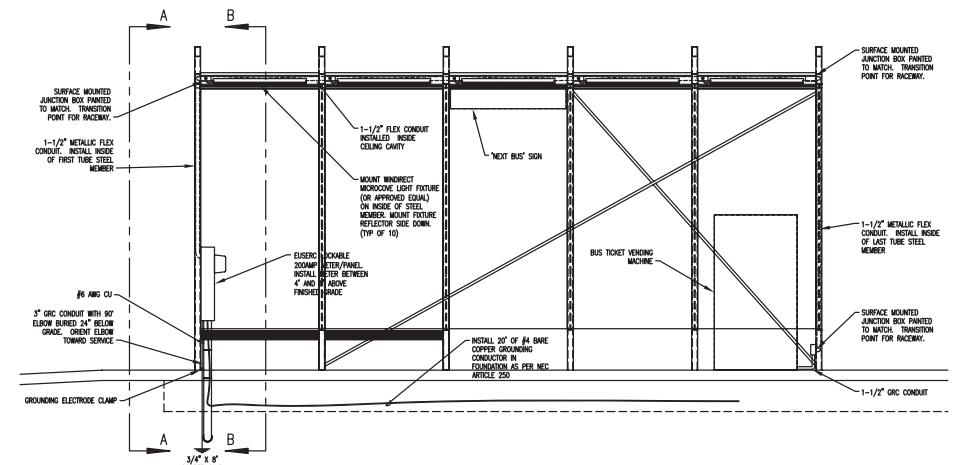 A
B
SURFACE MOUNTED
JUNCTION BOX PAINTED
TO MATCH. TRANSITION
POINT FOR RACEWAY.
SURFACE MOUNTED
JUNCTION BOX PAINTED
TO MATCH. TRANSITION
POINT FOR RACEWAY.
1-1/2" FLEX CONDUIT
INSTALLED INSIDE
CEILING CAVITY
1-1/2" METALLIC FLEX
CONDUIT. INSTALL INSIDE
OF FIRST TUBE STEEL
MEMBER
"NEXT BUS" SIGN
MOUNT WINDIRECT
MICROCOVE LIGHT FIXTURE
(OR APPROVED EQUAL)
ON INSIDE OF STEEL
MEMBER. MOUNT FIXTURE
REFLECTOR SIDE DOWN.
(TYP OF 10)
1-1/2" METALLIC FLEX
CONDUIT. INSTALL INSIDE
OF LAST TUBE STEEL
MEMBER
BUS TICKET VENDING
MACHINE
EUSERC
200AMP
INSTALL BETWEEN
4' AND ABOVE
FINISHED
#6 AWG CU
3" GRC CONDUIT WITH 90°
ELBOW BURIED 24" BELOW
GRADE. ORIENT ELBOW
TOWARD SERVICE
SURFACE MOUNTED
JUNCTION BOX PAINTED
TO MATCH. TRANSITION
POINT FOR RACEWAY.
INSTALL 20' OF #4 BARE
COPPER GROUNDING
CONDUCTOR IN
FOUNDATION AS PER NEC
ARTICLE 250
GROUNDING ELECTRODE CLAMP
1-1/2" GRC CONDUIT
A
B
3/4" X 8'